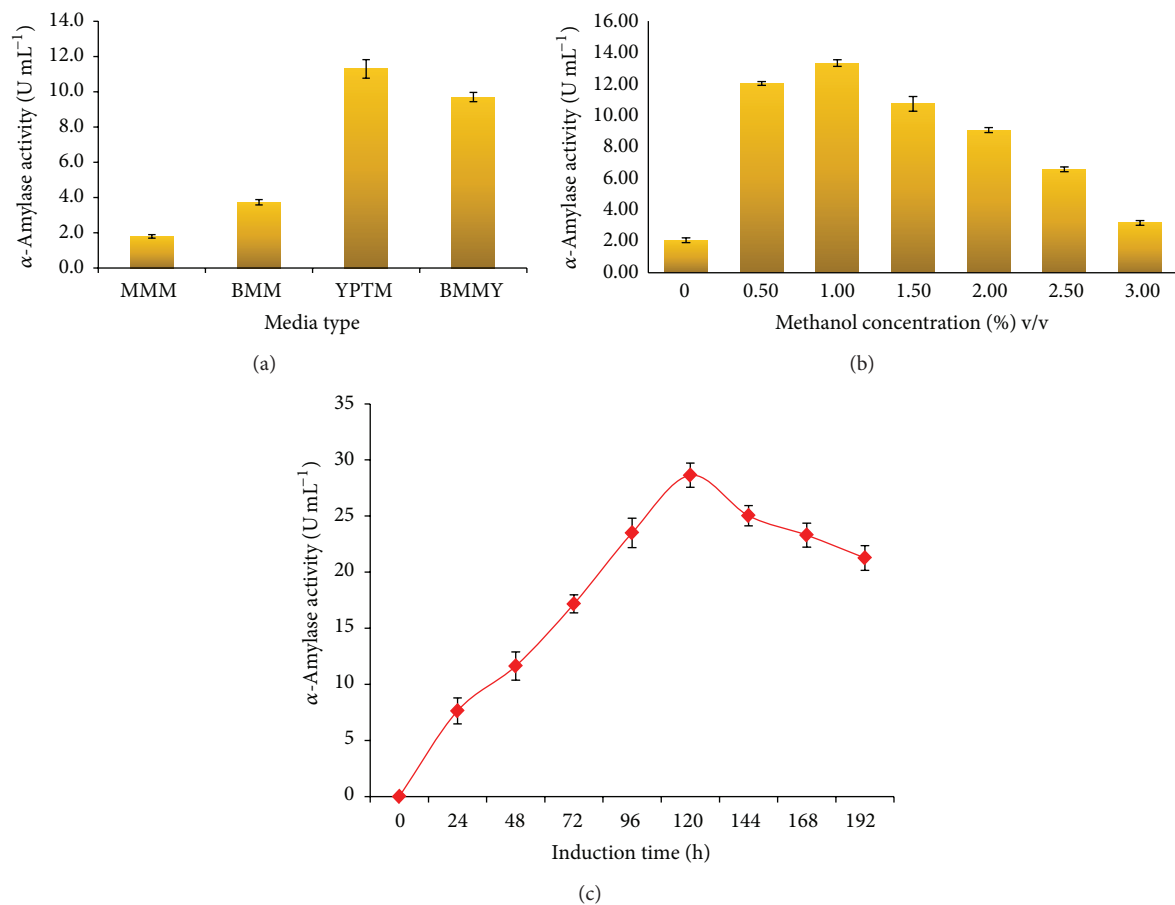 α-Amylase activity (U mL⁻¹)
14.0
12.0
10.0
8.0
6.0
4.0
2.0
0.0
MMM BMM YPTM BMMY
Media type
(a)
α-Amylase activity (U mL⁻¹)
16.00
14.00
12.00
10.00
8.00
6.00
4.00
2.00
0.00
0 0.50 1.00 1.50 2.00 2.50 3.00
Methanol concentration (%) v/v
(b)
α-Amylase activity (U mL⁻¹)
35
30
25
20
15
10
5
0
0 24 48 72 96 120 144 168 192
Induction time (h)
(c)